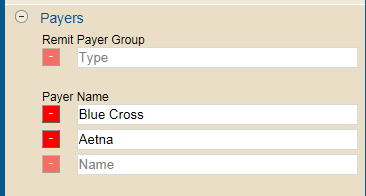 Payers
Remit Payer Group
- Type
Payer Name
- Blue Cross
- Aetna
- Name